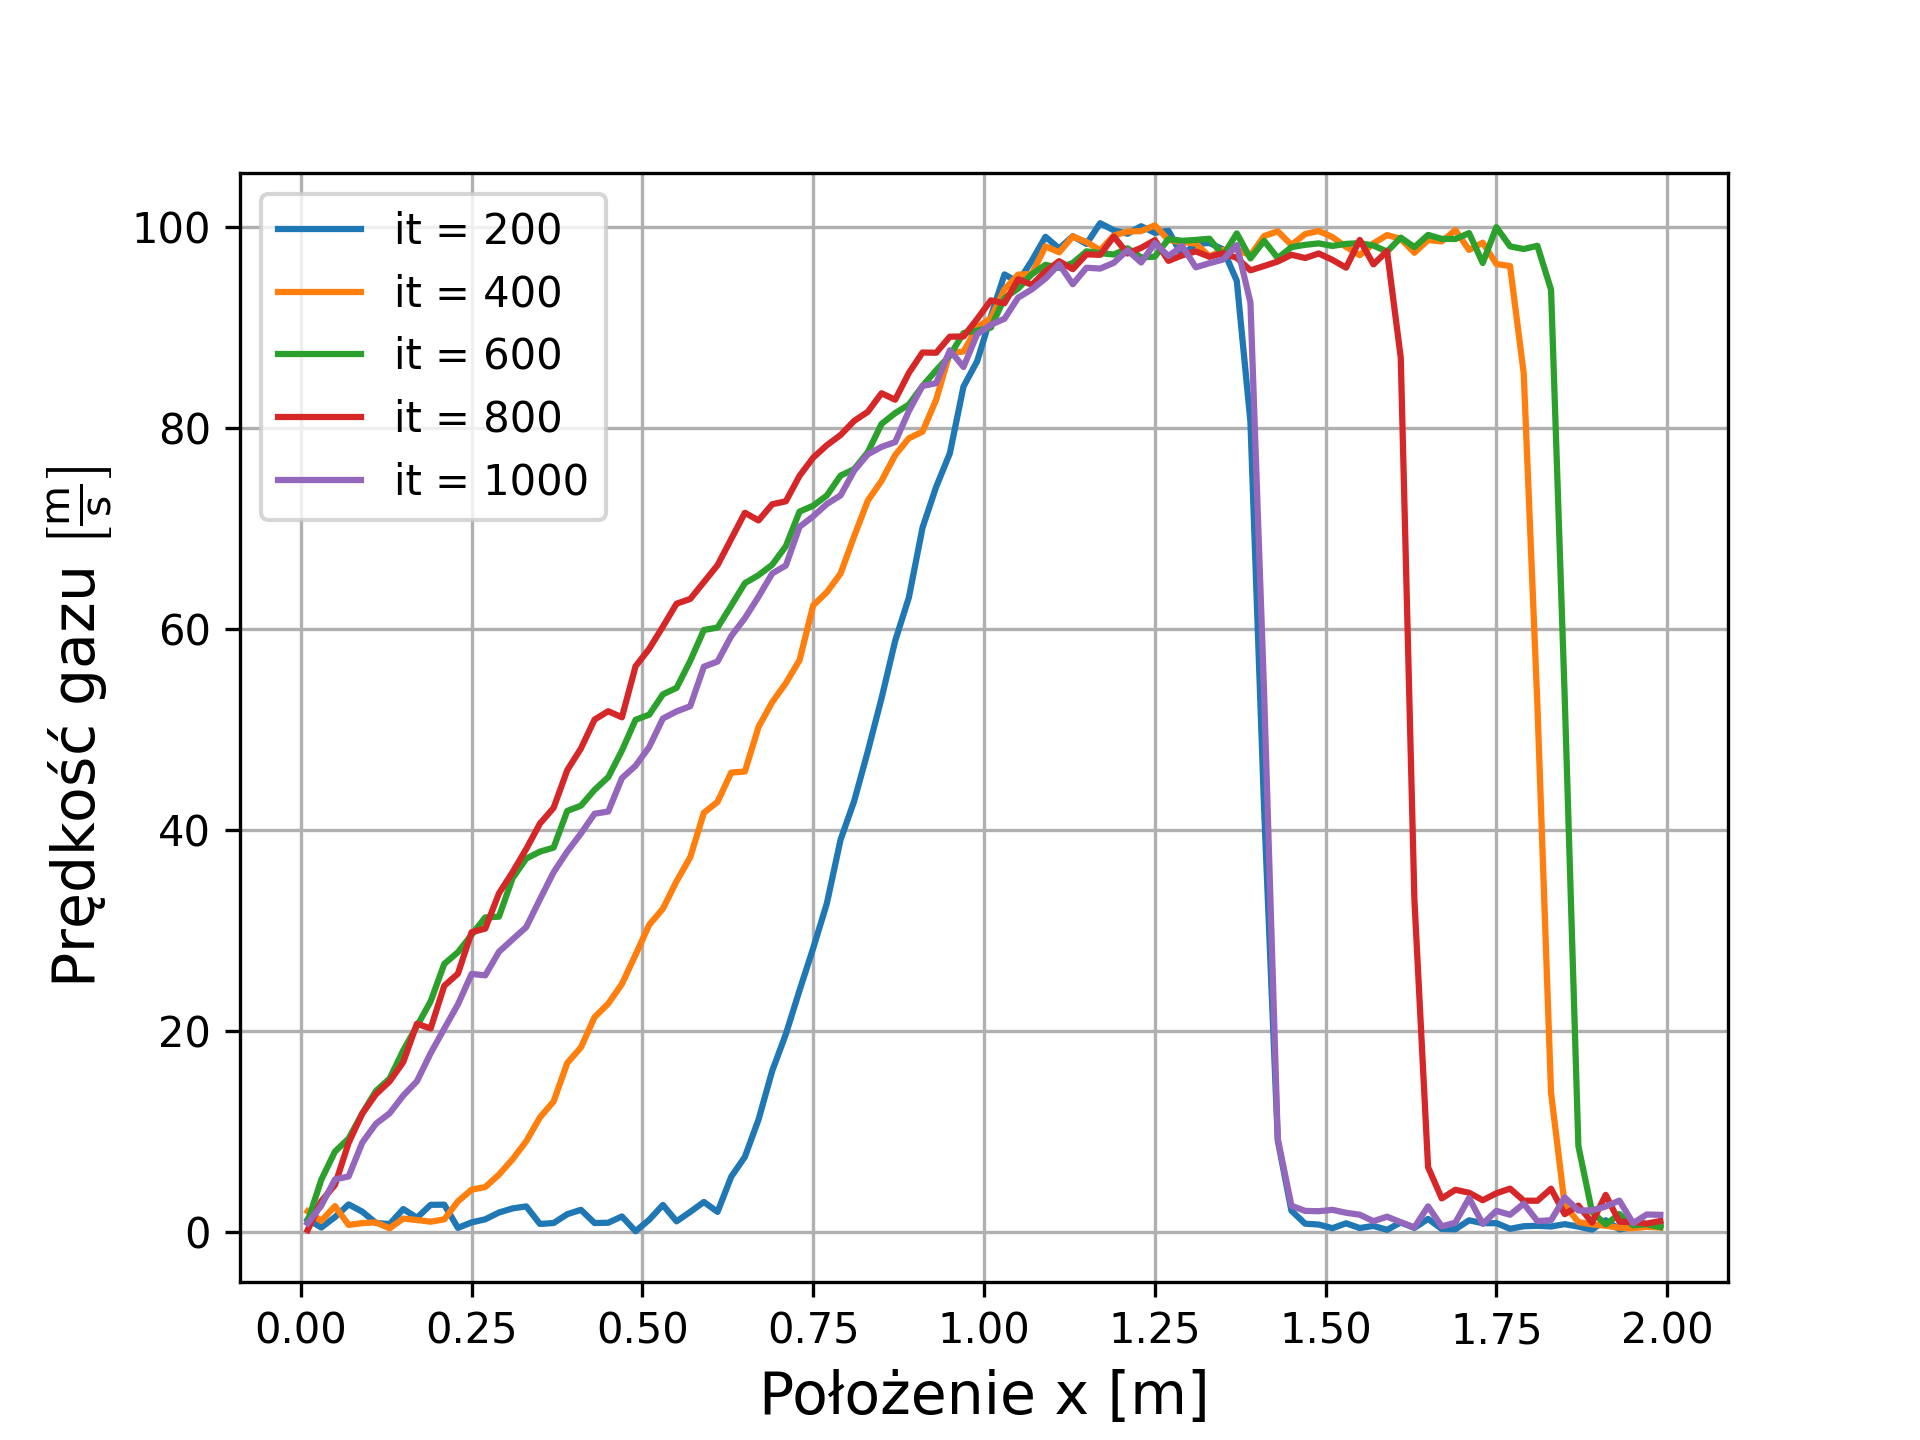 it = 200
it = 400
it = 600
it = 800
it = 1000
100
80
60
40
20
0
Prędkość gazu [m/s]
0.00 0.25 0.50 0.75 1.00 1.25 1.50 1.75 2.00
Położenie x [m]